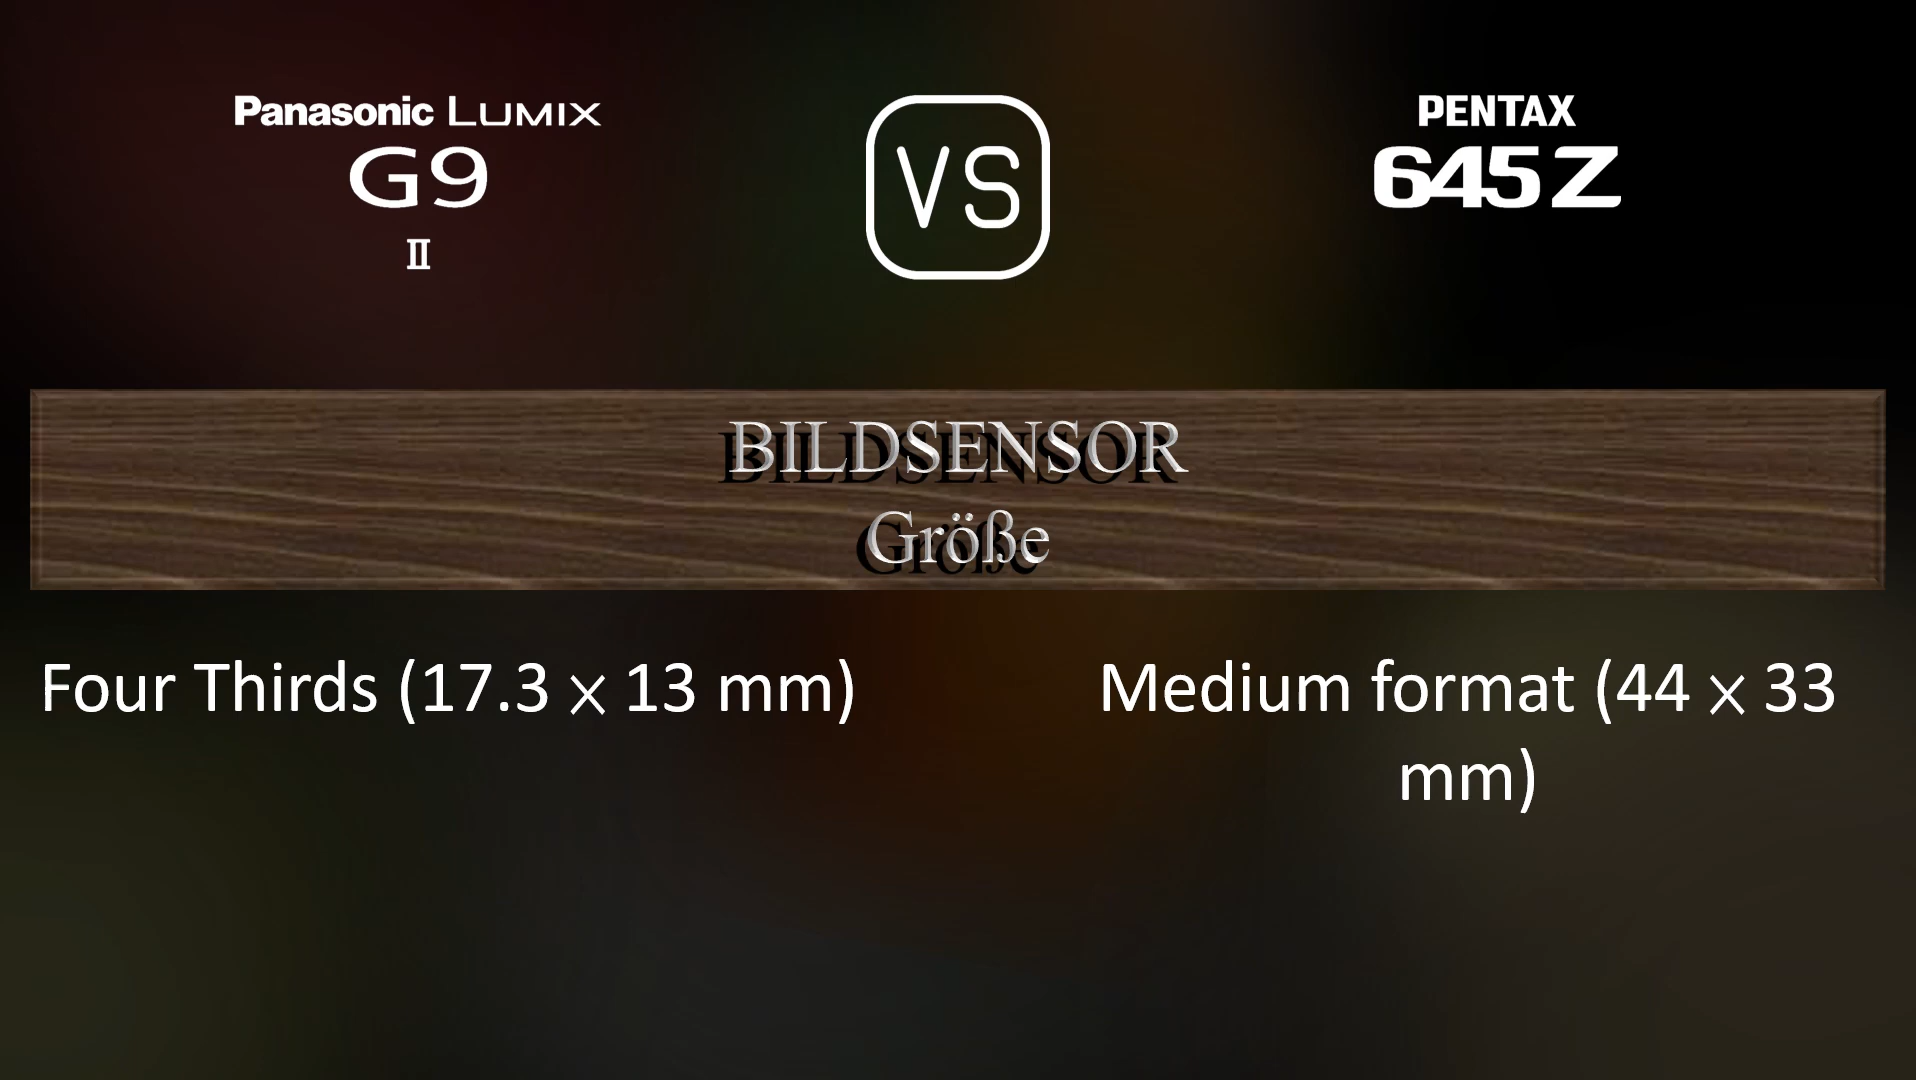 Panasonic LUMIX
G9
II
VS
PENTAX
645Z
BILDSENSOR
Größe
Four Thirds (17.3 x 13 mm)
Medium format (44 x 33
mm)